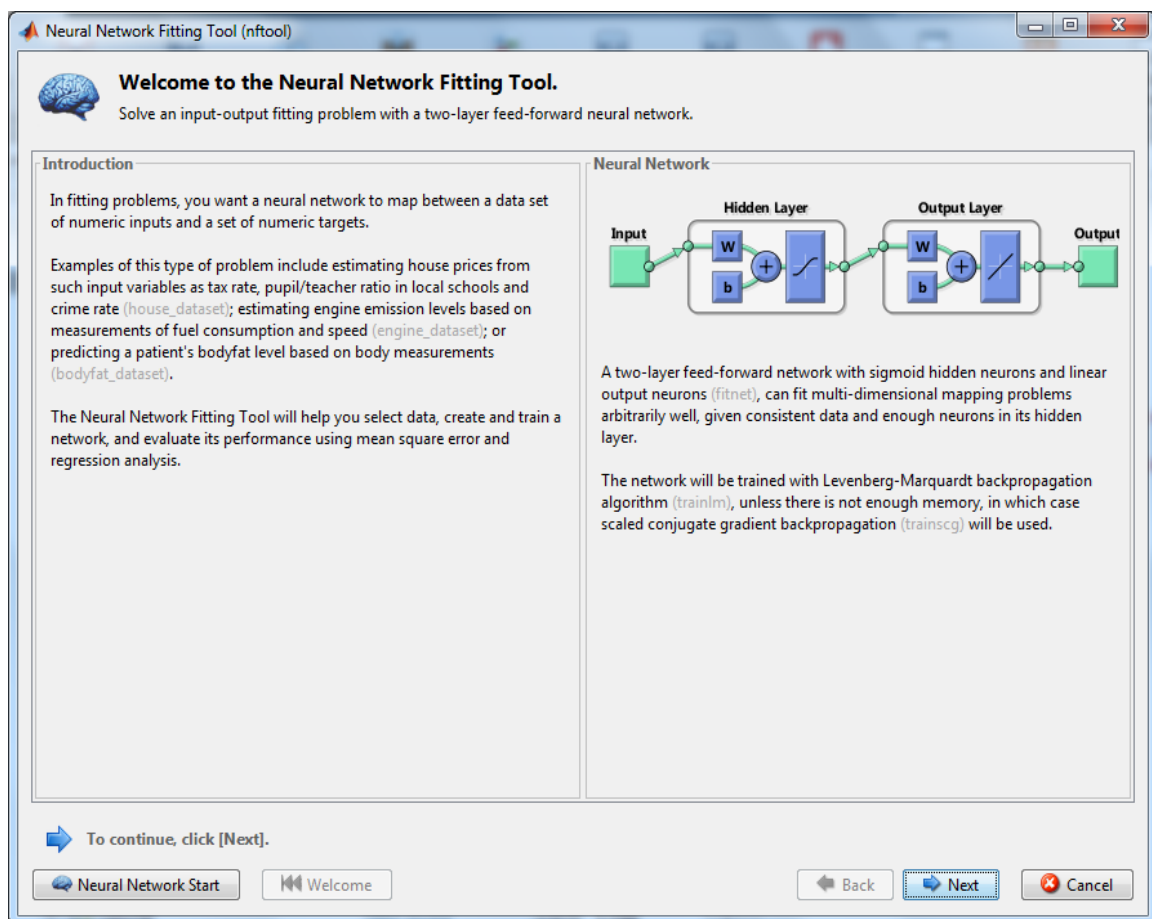 Neural Network Fitting Tool (nftool)
Welcome to the Neural Network Fitting Tool.
Solve an input-output fitting problem with a two-layer feed-forward neural network.
Introduction
In fitting problems, you want a neural network to map between a data set
of numeric inputs and a set of numeric targets.
Examples of this type of problem include estimating house prices from
such input variables as tax rate, pupil/teacher ratio in local schools and
crime rate (house_dataset); estimating engine emission levels based on
measurements of fuel consumption and speed (engine_dataset); or
predicting a patient's bodyfat level based on body measurements
(bodyfat_dataset).
The Neural Network Fitting Tool will help you select data, create and train a
network, and evaluate its performance using mean square error and
regression analysis.
Neural Network
Hidden Layer
Output Layer
Input
Output
W
b
+
W
b
+
A two-layer feed-forward network with sigmoid hidden neurons and linear
output neurons (fitnet), can fit multi-dimensional mapping problems
arbitrarily well, given consistent data and enough neurons in its hidden
layer.
The network will be trained with Levenberg-Marquardt backpropagation
algorithm (trainlm), unless there is not enough memory, in which case
scaled conjugate gradient backpropagation (trainscg) will be used.
To continue, click [Next].
Neural Network Start
Welcome
Back
Next
Cancel